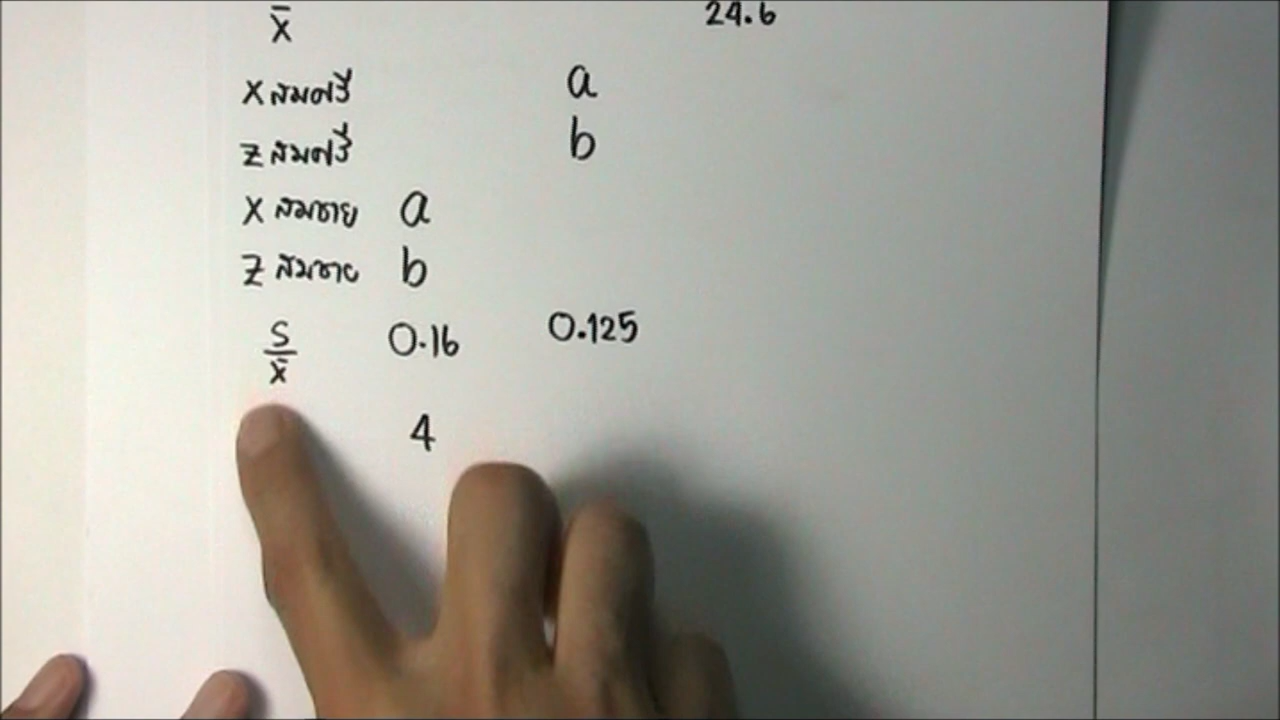 x̄ 24.6
x สมศรี a
z สมศรี b
x สมชาย a
z สมชาย b
s/x̄ 0.16 0.125
4